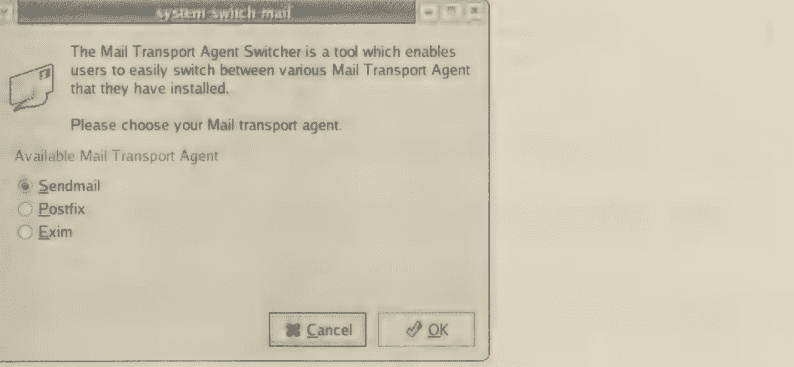 system switch mail
The Mail Transport Agent Switcher is a tool which enables
users to easily switch between various Mail Transport Agent
that they have installed.
Please choose your Mail transport agent.
Available Mail Transport Agent
Sendmail
Postfix
Exim
Cancel
OK